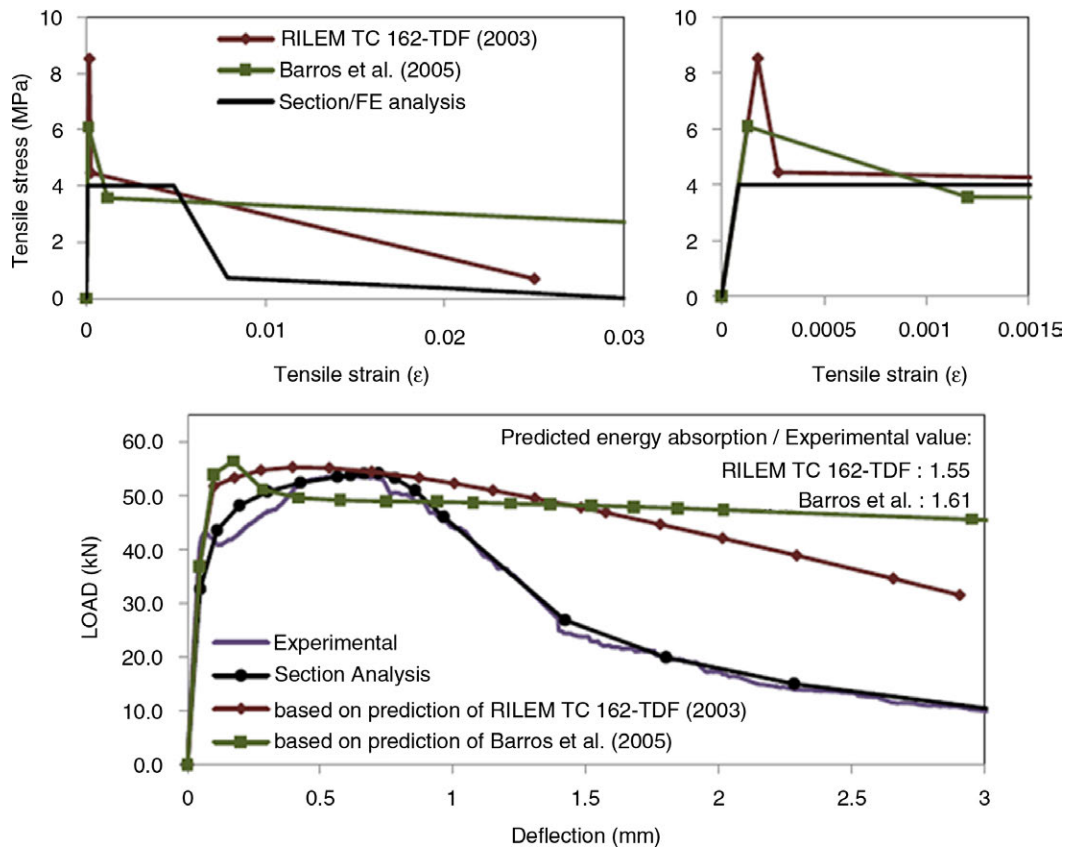 10
8
6
4
2
0
Tensile stress (MPa)
RILEM TC 162-TDF (2003)
Barros et al. (2005)
Section/FE analysis
0
0.01
0.02
0.03
Tensile strain (ε)
10
8
6
4
2
0
0
0.0005
0.001
0.0015
Tensile strain (ε)
60.0
50.0
40.0
30.0
20.0
10.0
0.0
LOAD (kN)
Predicted energy absorption / Experimental value:
RILEM TC 162-TDF : 1.55
Barros et al. : 1.61
Experimental
Section Analysis
based on prediction of RILEM TC 162-TDF (2003)
based on prediction of Barros et al. (2005)
0
0.5
1
1.5
2
2.5
3
Deflection (mm)